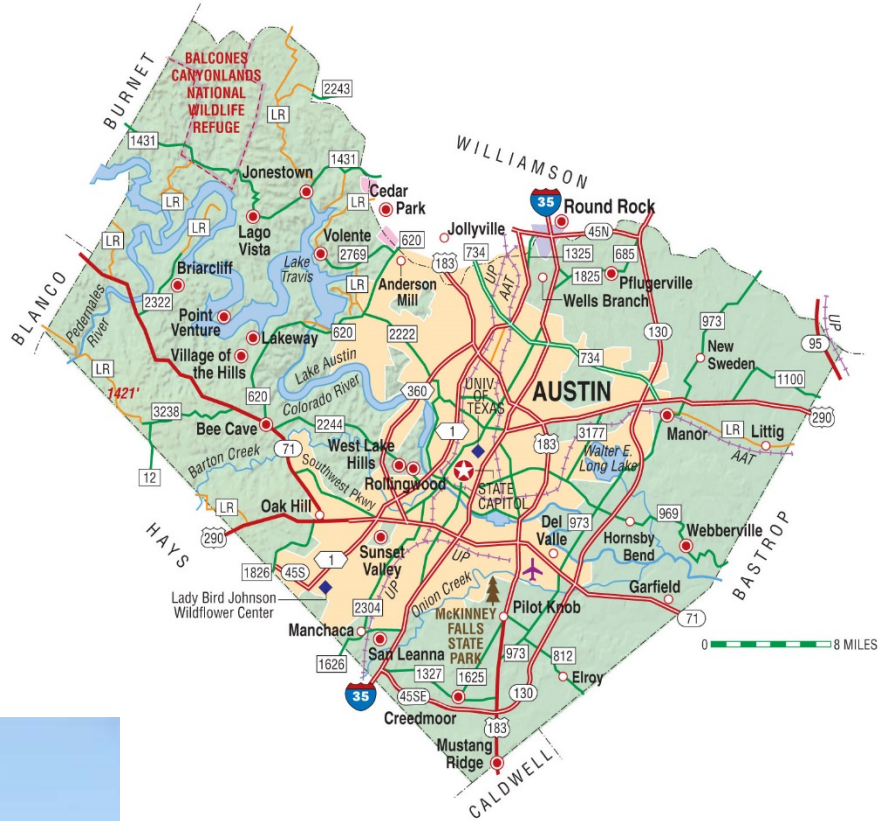 BURNET
BALCONES
CANYONLANDS
NATIONAL
WILDLIFE
REFUGE
LR
2243
1431
WILLIAMSON
Jonestown
1431
Cedar
Park
35
Round Rock
LR
LR
LR
Lago
Vista
Volente
2769
620
Jollyville
734
45N
1325
685
183
UP
AAT
1825
Pflugerville
BLANCO
LR
Briarcliff
Lake
Travis
LR
Anderson
Mill
Wells Branch
Pedernales
River
2322
Point
Venture
Lakeway
620
2222
130
973
95
UP
Village of
the Hills
Lake Austin
734
New
Sweden
LR
1421'
620
Colorado River
360
UNIV.
OF
TEXAS
AUSTIN
1100
3238
Bee Cave
2244
1
183
3177
290
Manor
LR
Littig
71
West Lake
Hills
Walter E.
Long Lake
AAT
Barton Creek
Southwest Pkwy
Rollingwood
STATE
CAPITOL
12
LR
Oak Hill
973
969
HAYS
290
Del
Valle
Hornsby
Bend
Webberville
Sunset
Valley
UP
BASTROP
1826
45S
1
UP
Onion Creek
Garfield
Lady Bird Johnson
Wildflower Center
2304
McKINNEY
FALLS
STATE
PARK
Pilot Knob
71
Manchaca
0
8 MILES
1626
San Leanna
973
812
1327
1625
Elroy
35
45SE
130
Creedmoor
183
Mustang
Ridge
CALDWELL